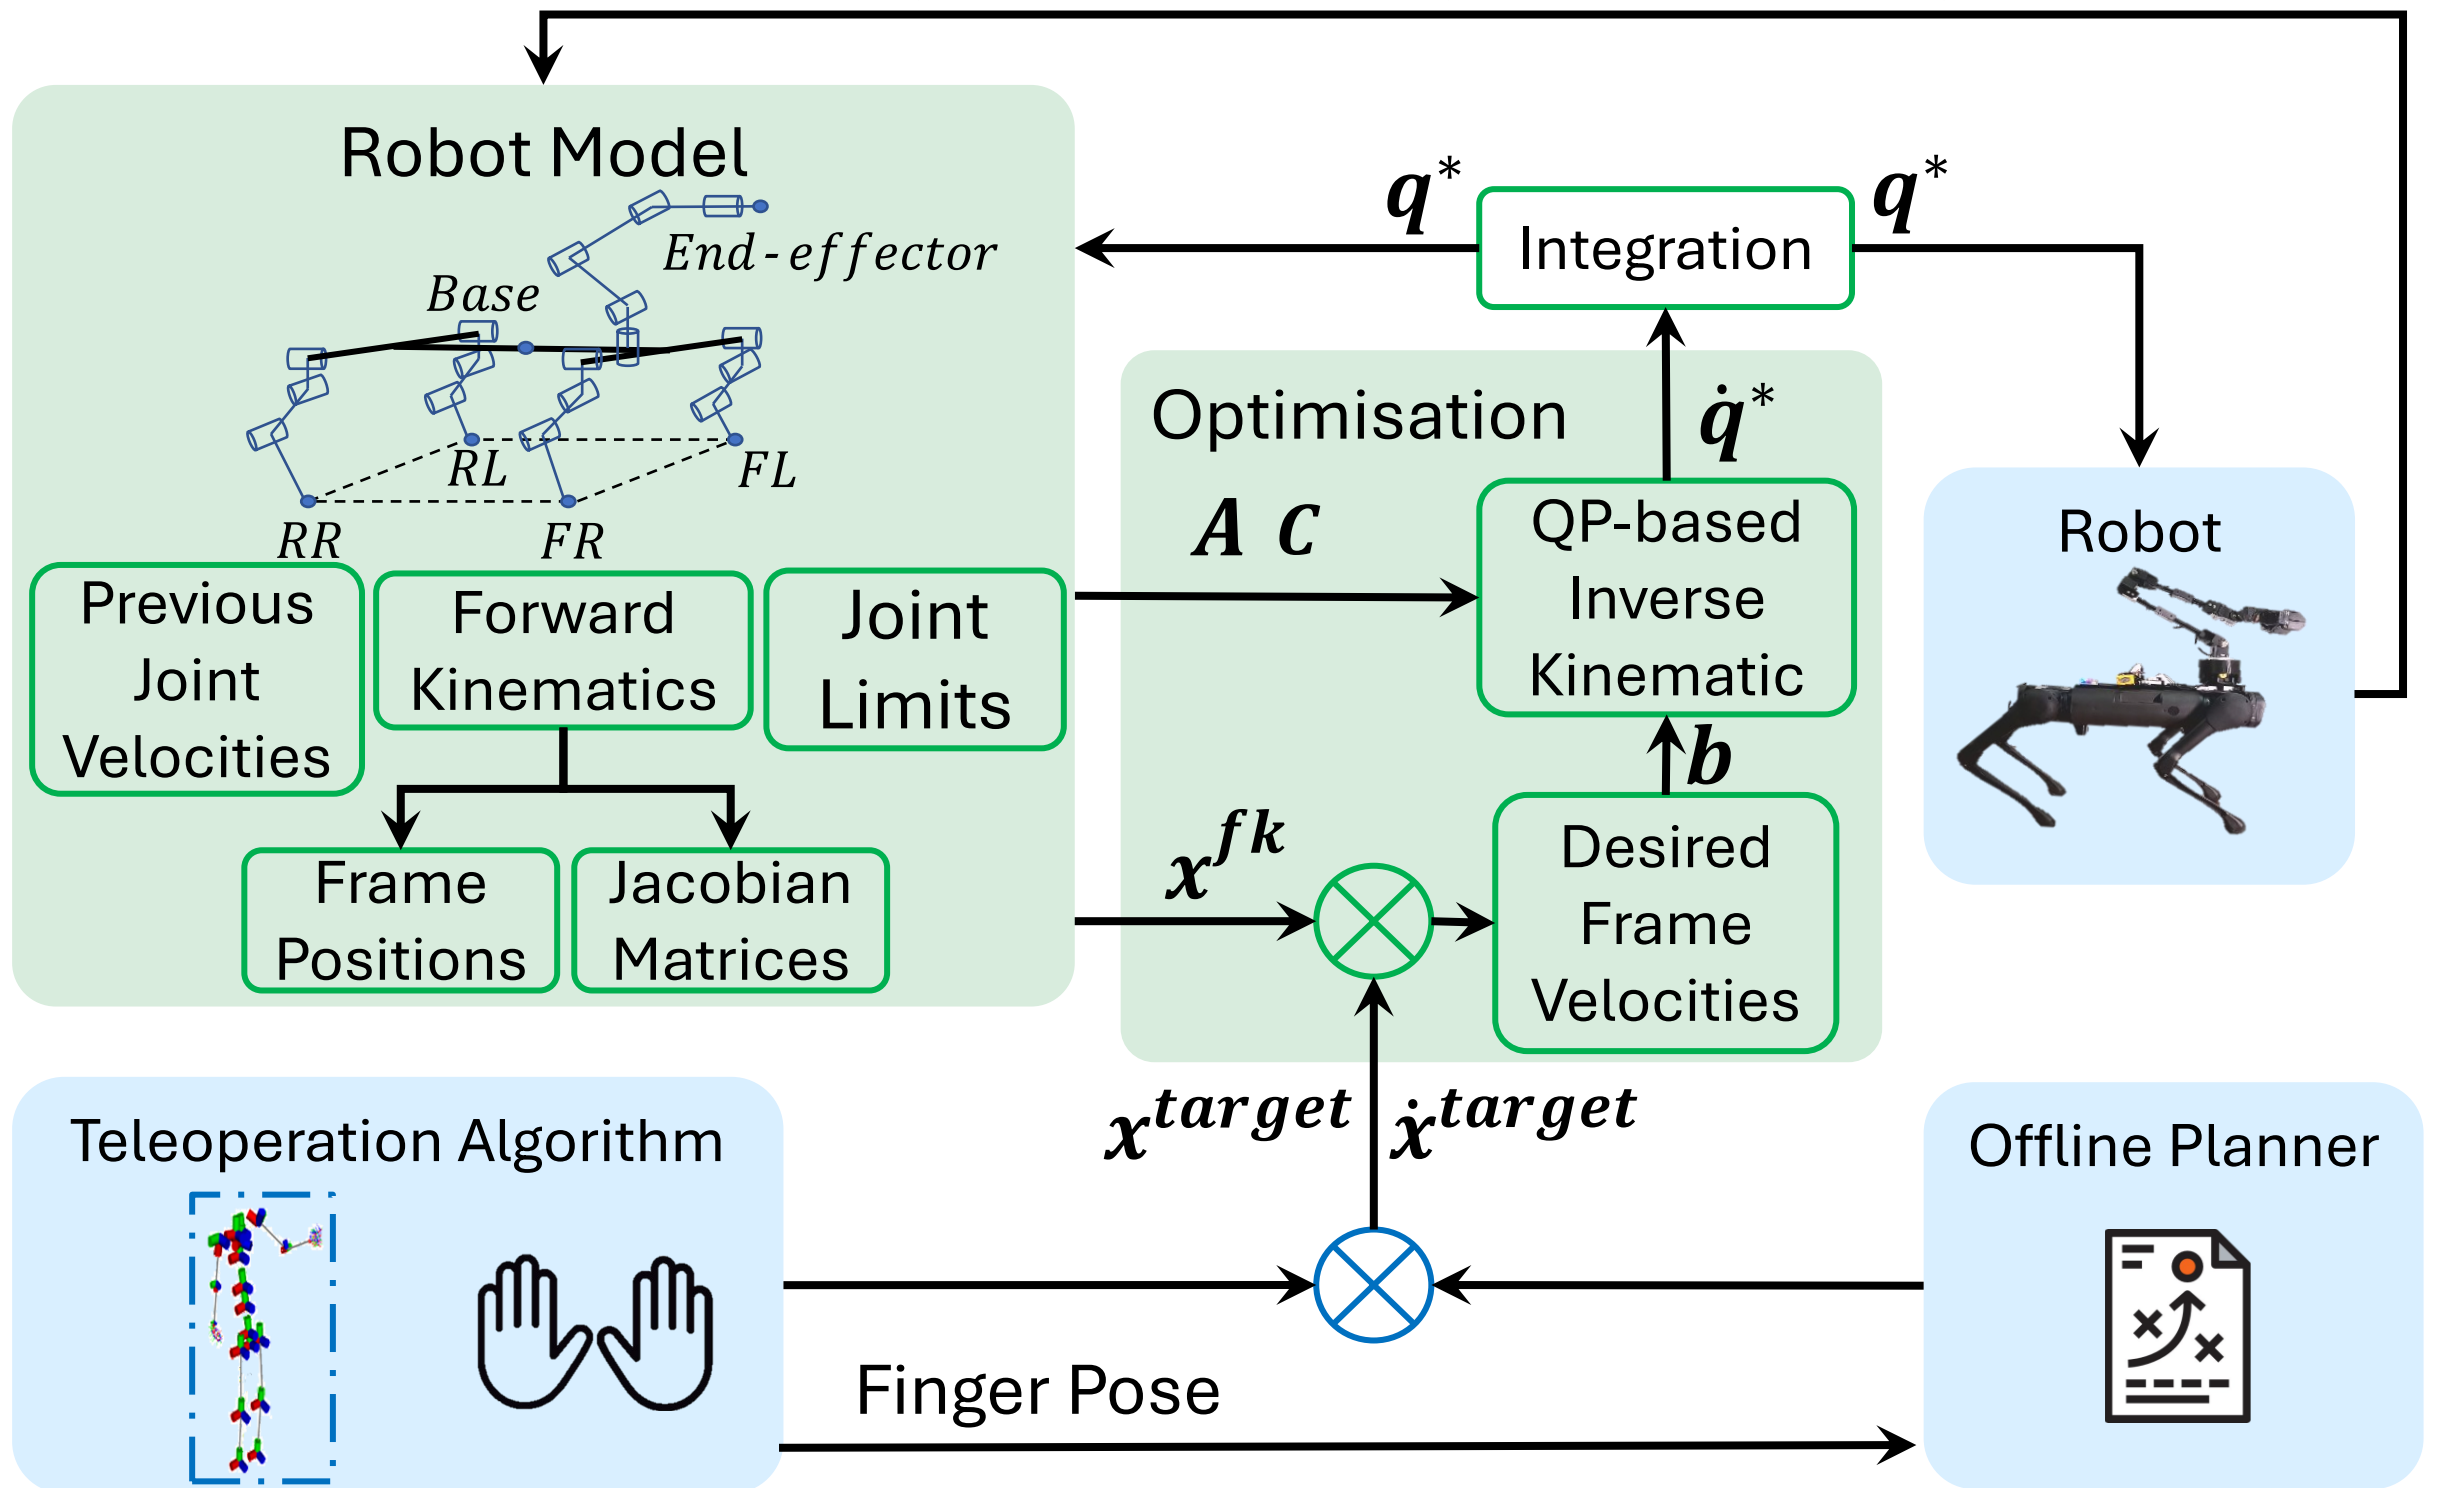 Robot Model
End-effector
Base
RL
FL
RR
FR
Previous
Joint
Velocities
Forward
Kinematics
Joint
Limits
Frame
Positions
Jacobian
Matrices
q*
Integration
q*
Optimisation
q̇*
A C
QP-based
Inverse
Kinematic
b
x^fk
Desired
Frame
Velocities
Robot
x^target
ẋ^target
Teleoperation Algorithm
Finger Pose
Offline Planner